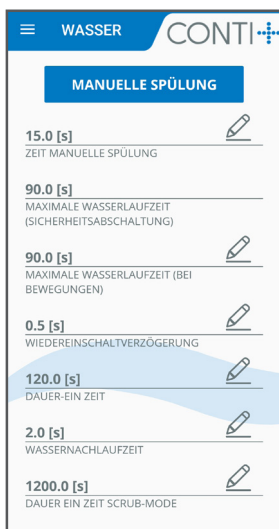 WASSER
CONTI+
MANUELLE SPÜLUNG
15.0 [s]
ZEIT MANUELLE SPÜLUNG
90.0 [s]
MAXIMALE WASSERLAUFZEIT
(SICHERHEITSABSCHALTUNG)
90.0 [s]
MAXIMALE WASSERLAUFZEIT (BEI
BEWEGUNGEN)
0.5 [s]
WIEDEREINSCHALTVERZÖGERUNG
120.0 [s]
DAUER-EIN ZEIT
2.0 [s]
WASSERNACHLAUFZEIT
1200.0 [s]
DAUER EIN ZEIT SCRUB-MODE